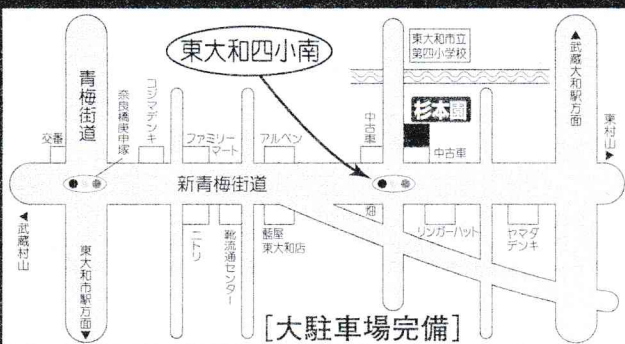 東大和四小南
東大和市立
第四小学校
▲武蔵大和駅方面
東村山▶
青梅街道
奈良橋庚申塚
コジマデンキ
交番
ファミリー
マート
アルペン
中古車
杉本園
中古車
新青梅街道
◀武蔵村山
東大和市駅方面▼
ニトリ
靴流通センター
藍屋
東大和店
畑
リンガーハット
ヤマダ
デンキ
[大駐車場完備]